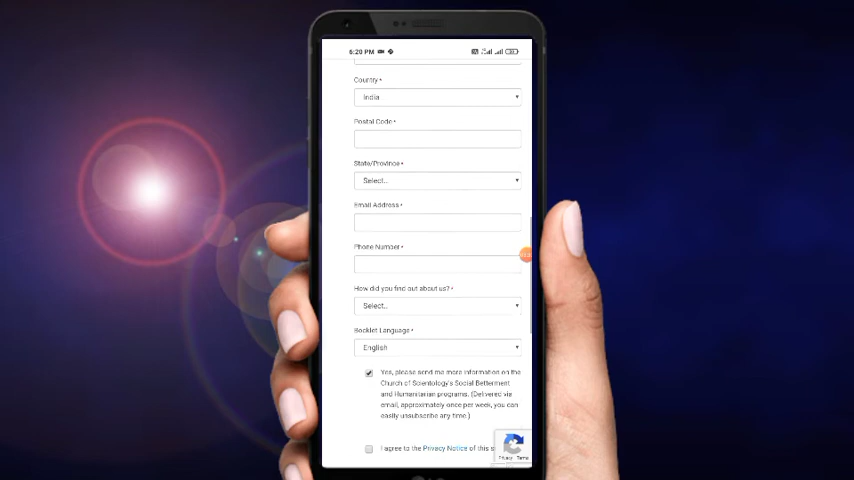 6:20 PM
Country *
India
Postal Code *
State/Province *
Select...
Email Address *
Phone Number *
How did you find out about us? *
Select...
Booklet Language *
English
Yes, please send me more information on the
Church of Scientology's Social Betterment
and Humanitarian programs. (Delivered via
email, approximately once per week, you can
easily unsubscribe any time.)
I agree to the Privacy Notice of this
Privacy - Terms